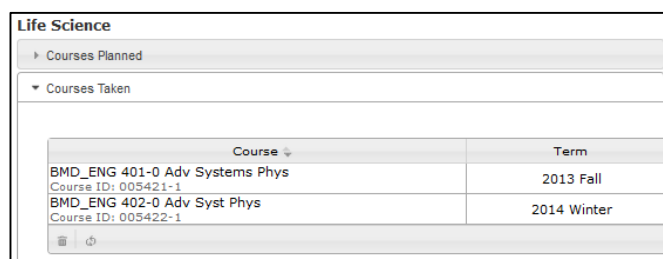 Life Science
Courses Planned
Courses Taken
Course Term
BMD_ENG 401-0 Adv Systems Phys 2013 Fall
Course ID: 005421-1
BMD_ENG 402-0 Adv Syst Phys 2014 Winter
Course ID: 005422-1